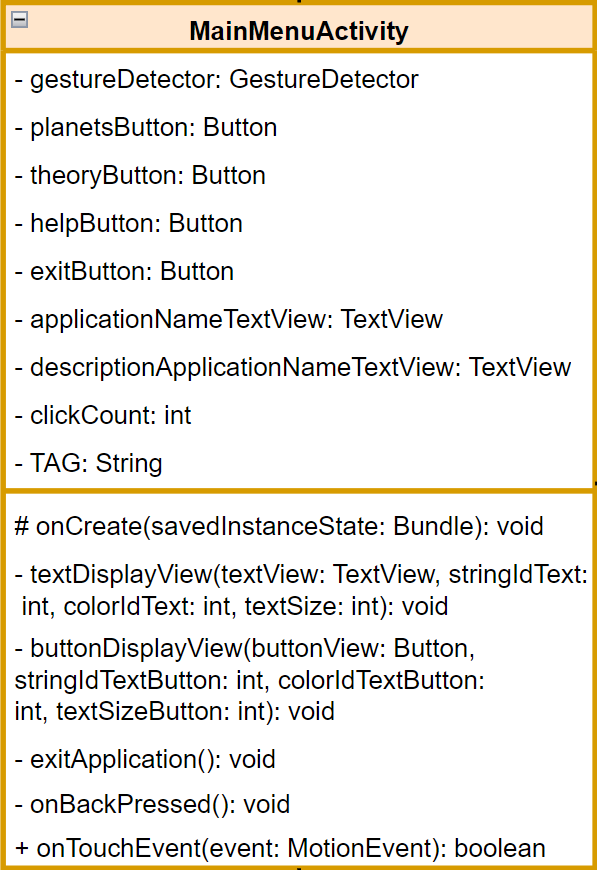 MainMenuActivity
- gestureDetector: GestureDetector
- planetsButton: Button
- theoryButton: Button
- helpButton: Button
- exitButton: Button
- applicationNameTextView: TextView
- descriptionApplicationNameTextView: TextView
- clickCount: int
- TAG: String
# onCreate(savedInstanceState: Bundle): void
- textDisplayView(textView: TextView, stringIdText:
int, colorIdText: int, textSize: int): void
- buttonDisplayView(buttonView: Button,
stringIdTextButton: int, colorIdTextButton:
int, textSizeButton: int): void
- exitApplication(): void
- onBackPressed(): void
+ onTouchEvent(event: MotionEvent): boolean